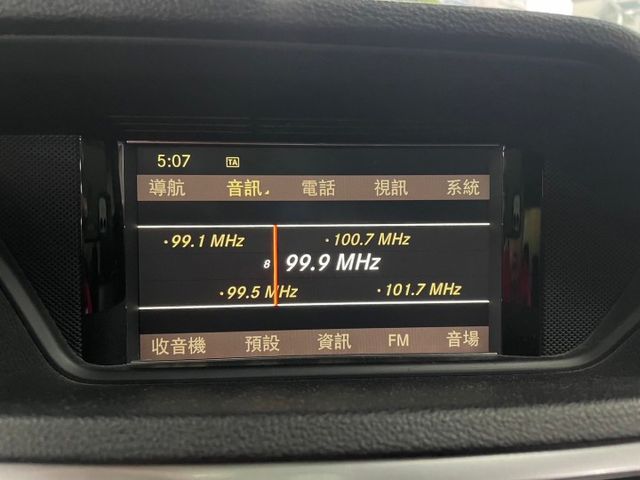 5:07 TA
導航 音訊 電話 視訊 系統
·99.1 MHz ·100.7 MHz
8 99.9 MHz
·99.5 MHz ·101.7 MHz
收音機 預設 資訊 FM 音場